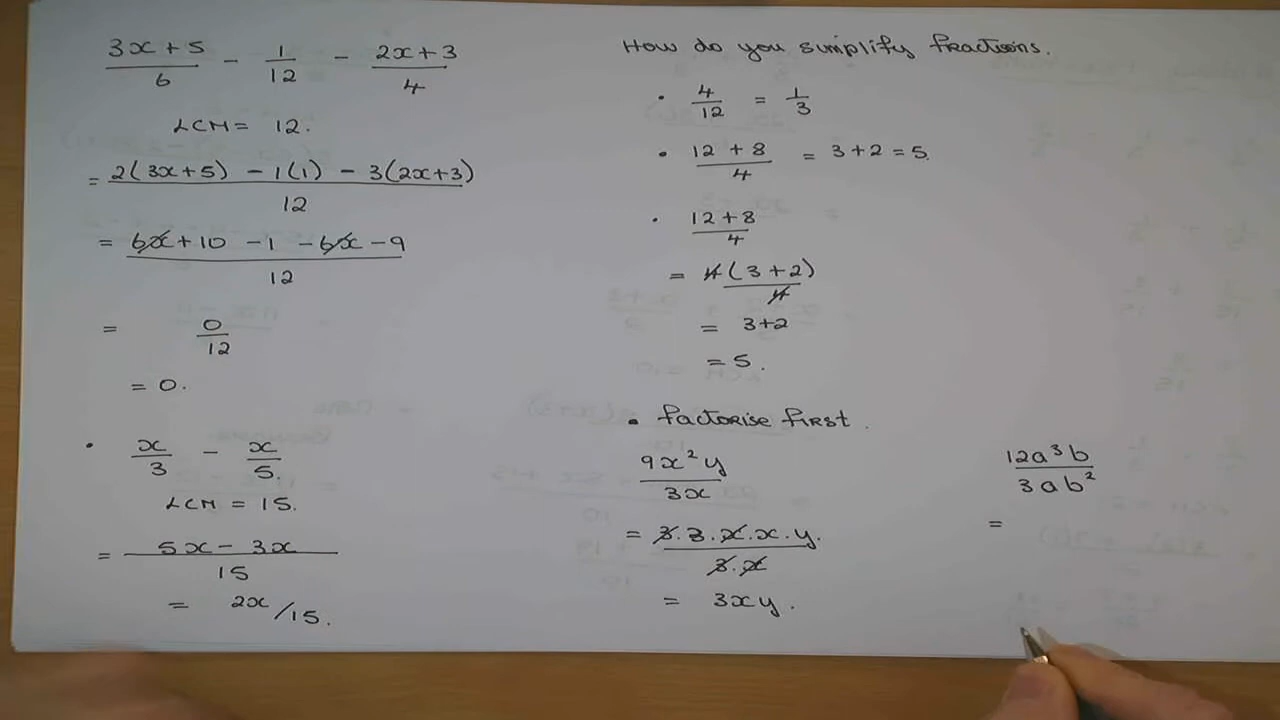 3x+5/6 - 1/12 - 2x+3/4
LCM = 12.
= 2(3x+5) - 1(1) - 3(2x+3)/12
= 6x+10 -1 -6x -9/12
= 0/12
= 0.
• x/3 - x/5.
LCM = 15.
= 5x - 3x/15
= 2x/15.
How do you simplify fractions.
• 4/12 = 1/3
• 12 + 8/4 = 3+2 = 5.
• 12+8/4
= 4(3+2)/4
= 3+2
= 5.
• Factorise First.
9x²y/3x
= 3.3.x.x.y./3.x
= 3xy.
12a³b/3ab²
=